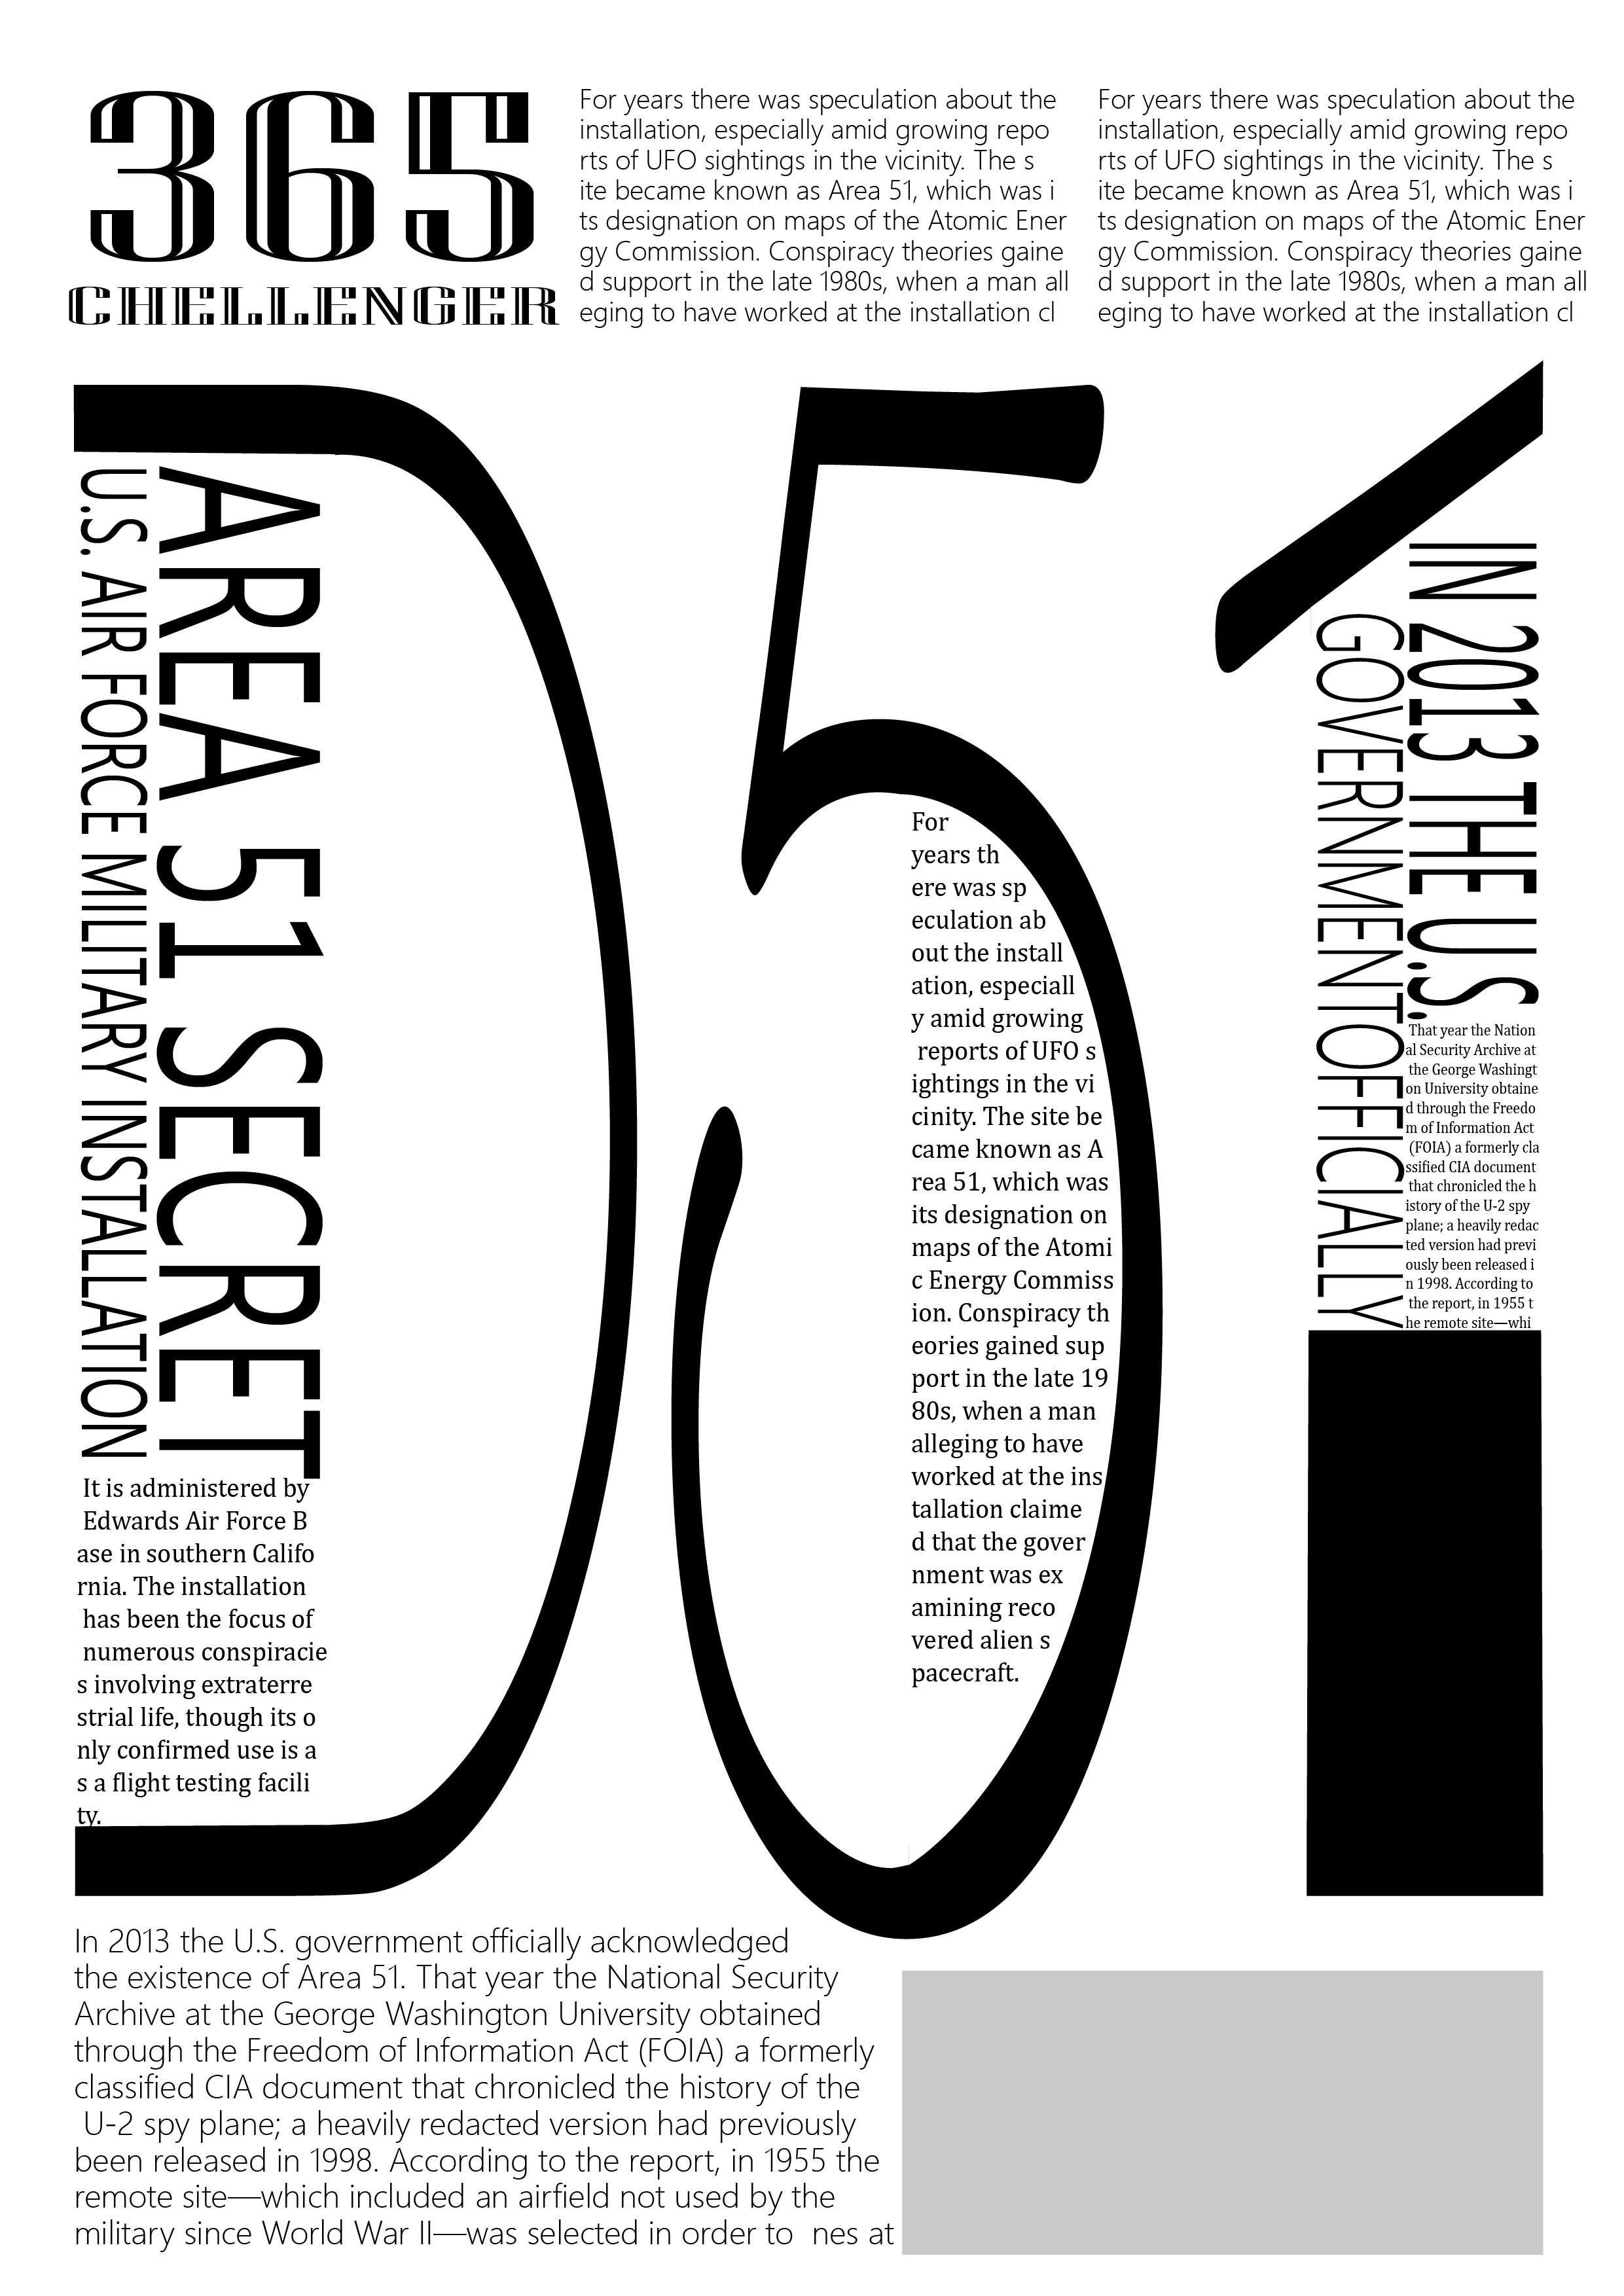 365
CHELLENGER
For years there was speculation about the
installation, especially amid growing repo
rts of UFO sightings in the vicinity. The s
ite became known as Area 51, which was i
ts designation on maps of the Atomic Ener
gy Commission. Conspiracy theories gaine
d support in the late 1980s, when a man all
eging to have worked at the installation cl
For years there was speculation about the
installation, especially amid growing repo
rts of UFO sightings in the vicinity. The s
ite became known as Area 51, which was i
ts designation on maps of the Atomic Ener
gy Commission. Conspiracy theories gaine
d support in the late 1980s, when a man all
eging to have worked at the installation cl
51
AREA 51 SECRET
U.S. AIR FORCE MILITARY INSTALLATION
It is administered by
Edwards Air Force B
ase in southern Califo
rnia. The installation
has been the focus of
numerous conspiracie
s involving extraterre
strial life, though its o
nly confirmed use is a
s a flight testing facili
ty.
For
years th
ere was sp
eculation ab
out the install
ation, especiall
y amid growing
reports of UFO s
ightings in the vi
cinity. The site be
came known as A
rea 51, which was
its designation on
maps of the Atomi
c Energy Commiss
ion. Conspiracy th
eories gained sup
port in the late 19
80s, when a man
alleging to have
worked at the ins
tallation claime
d that the gover
nment was ex
amining reco
vered alien s
pacecraft.
IN 2013 THE U.S.
GOVERNMENT OFFICIALLY
That year the Nation
al Security Archive at
the George Washingt
on University obtaine
d through the Freedo
m of Information Act
(FOIA) a formerly cla
ssified CIA document
that chronicled the h
istory of the U-2 spy
plane; a heavily redac
ted version had previ
ously been released i
n 1998. According to
the report, in 1955 t
he remote site—whi
In 2013 the U.S. government officially acknowledged
the existence of Area 51. That year the National Security
Archive at the George Washington University obtained
through the Freedom of Information Act (FOIA) a formerly
classified CIA document that chronicled the history of the
U-2 spy plane; a heavily redacted version had previously
been released in 1998. According to the report, in 1955 the
remote site—which included an airfield not used by the
military since World War II—was selected in order to nes at